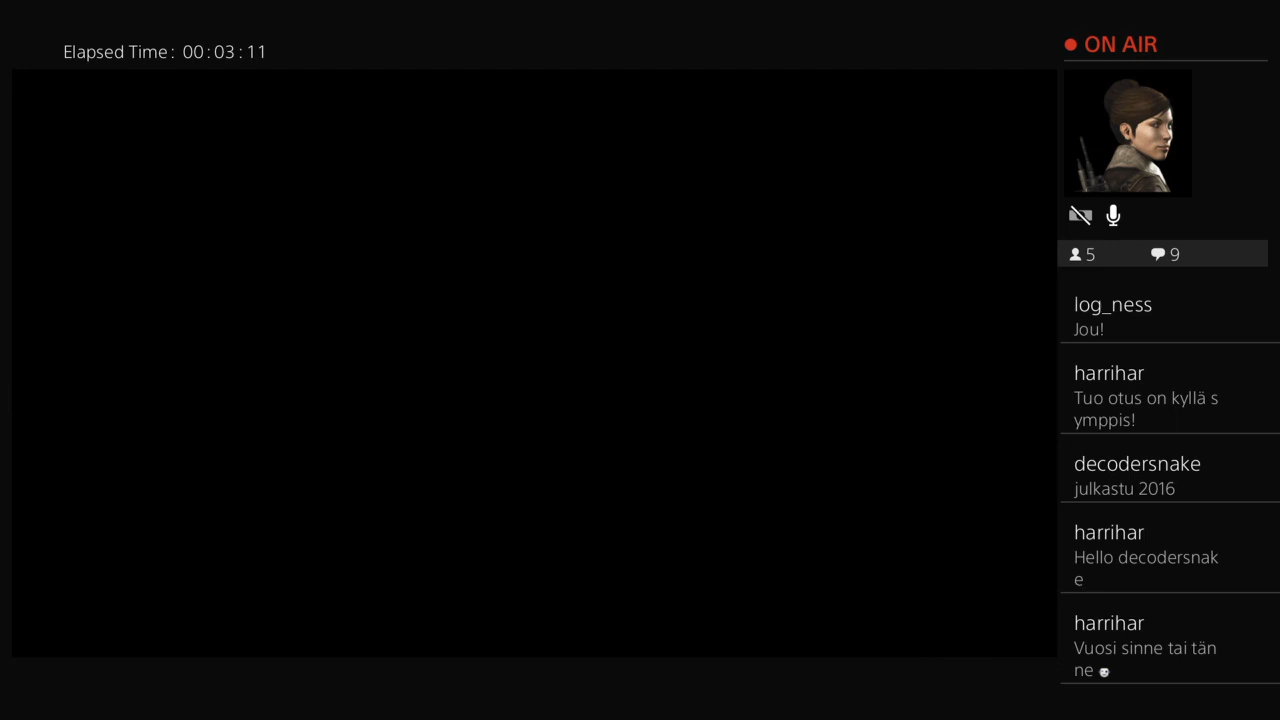 Elapsed Time: 00:03:11
ON AIR
5 9
log_ness
Jou!
harrihar
Tuo otus on kyllä s
ymppis!
decodersnake
julkastu 2016
harrihar
Hello decodersnak
e
harrihar
Vuosi sinne tai tän
ne